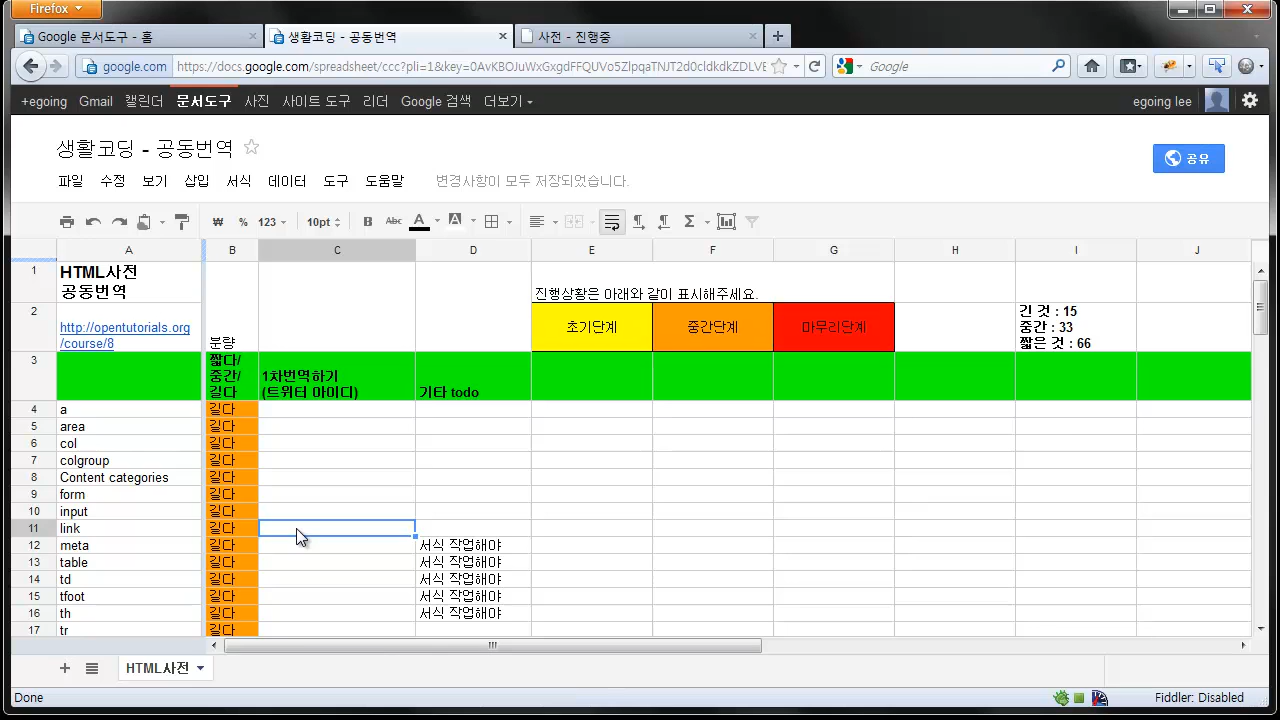 Firefox
Google 문서도구 - 홈
생활코딩 - 공동번역
사전 - 진행중
google.com
https://docs.google.com/spreadsheet/ccc?pli=1&key=0AvKBOJuWxGxgdFFQUVo5ZlpqaTNJT2d0cldkdkZDLVE
Google
+egoing Gmail 캘린더 문서도구 사진 사이트 도구 리더 Google 검색 더보기
egoing lee
생활코딩 - 공동번역
공유
파일 수정 보기 삽입 서식 데이터 도구 도움말 변경사항이 모두 저장되었습니다.
₩ % 123 10pt B Abc A A Σ
A B C D E F G H I J
1 HTML사전
공동번역
진행상황은 아래와 같이 표시해주세요.
2 http://opentutorials.org
/course/8
분량
초기단계 중간단계 마무리단계
긴 것 : 15
중간 : 33
짧은 것 : 66
3 짧다/
중간/
길다
1차번역하기
(트위터 아이디)
기타 todo
4 a 길다
5 area 길다
6 col 길다
7 colgroup 길다
8 Content categories 길다
9 form 길다
10 input 길다
11 link 길다
12 meta 길다 서식 작업해야
13 table 길다 서식 작업해야
14 td 길다 서식 작업해야
15 tfoot 길다 서식 작업해야
16 th 길다 서식 작업해야
17 tr 길다
HTML사전
Done
Fiddler: Disabled